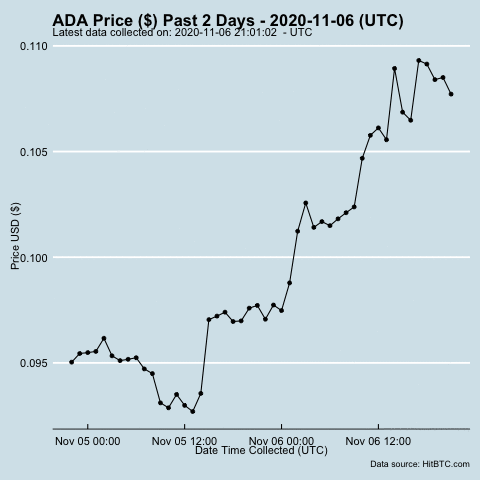 ADA Price ($) Past 2 Days - 2020-11-06 (UTC)
Latest data collected on: 2020-11-06 21:01:02 - UTC
0.110
0.105
0.100
0.095
Price USD ($)
Nov 05 00:00 Nov 05 12:00 Nov 06 00:00 Nov 06 12:00
Date Time Collected (UTC)
Data source: HitBTC.com